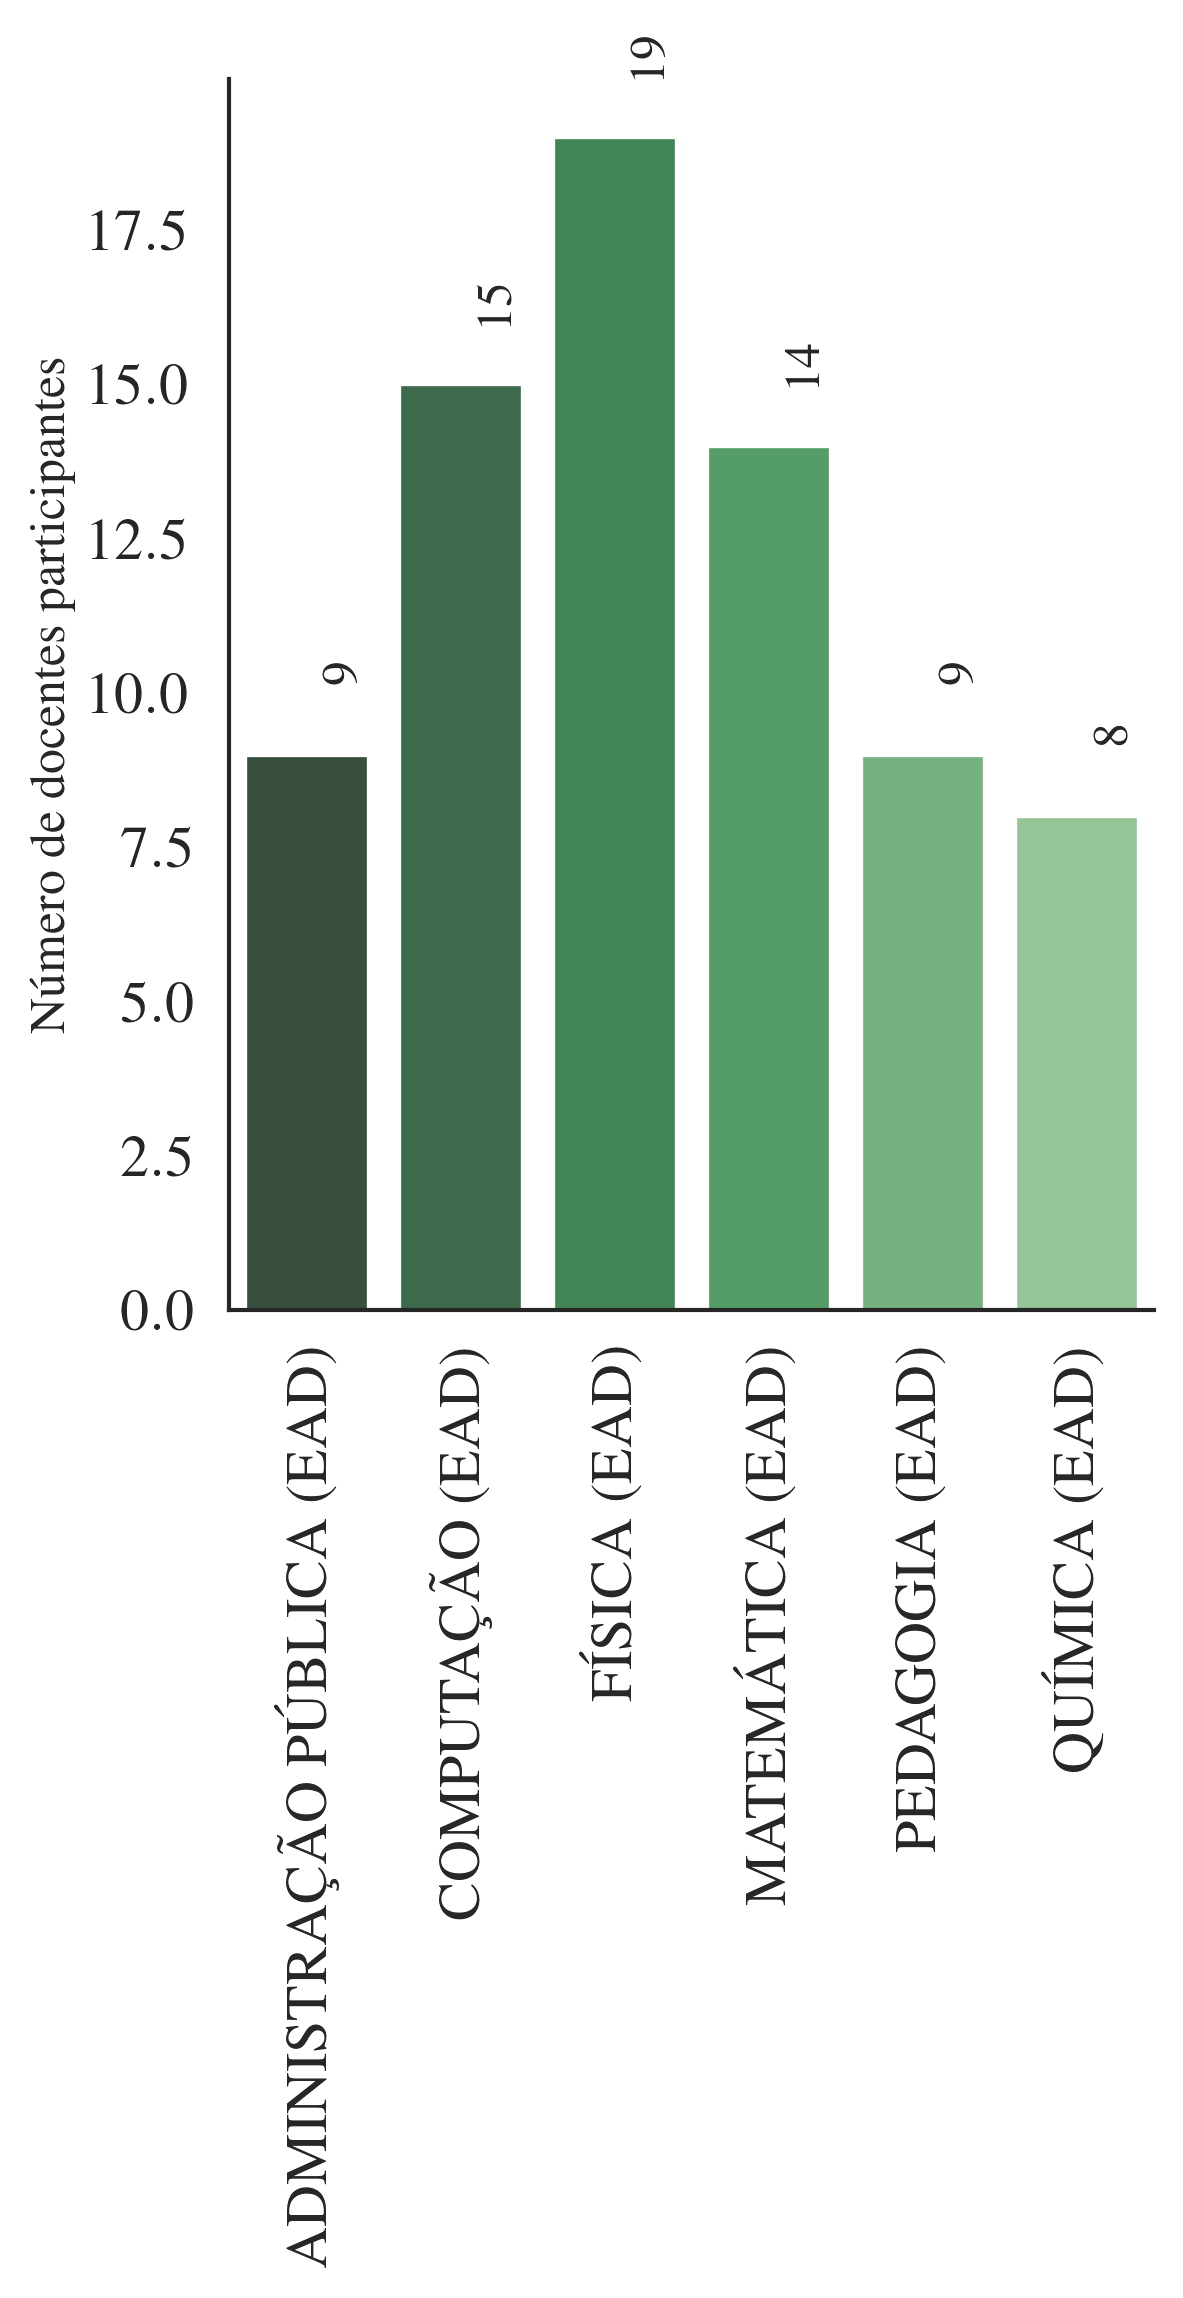 Número de docentes participantes
17.5
15.0
12.5
10.0
7.5
5.0
2.5
0.0
9
15
19
14
9
8
ADMINISTRAÇÃO PÚBLICA (EAD)
COMPUTAÇÃO (EAD)
FÍSICA (EAD)
MATEMÁTICA (EAD)
PEDAGOGIA (EAD)
QUÍMICA (EAD)